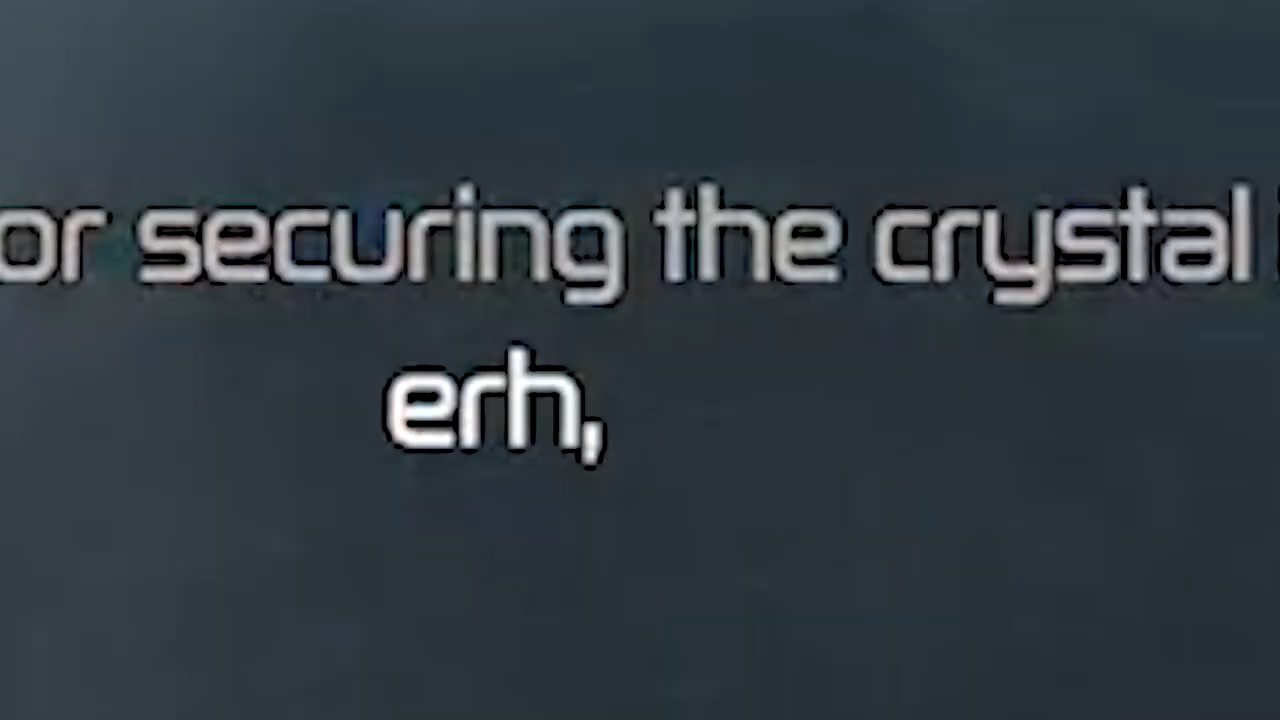 or securing the crystal
erh,